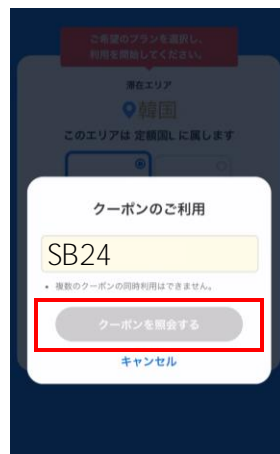 ご希望のプランを選択し、
利用を開始してください。
滞在エリア
韓国
このエリアは 定額国L に属します
クーポンのご利用
SB24
• 複数のクーポンの同時利用はできません。
クーポンを照会する
キャンセル